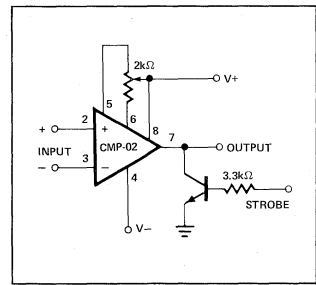 2kΩ
V+
5
6
8
2
7
+
+
OUTPUT
INPUT
CMP-02
3
−
−
4
3.3kΩ
STROBE
V−